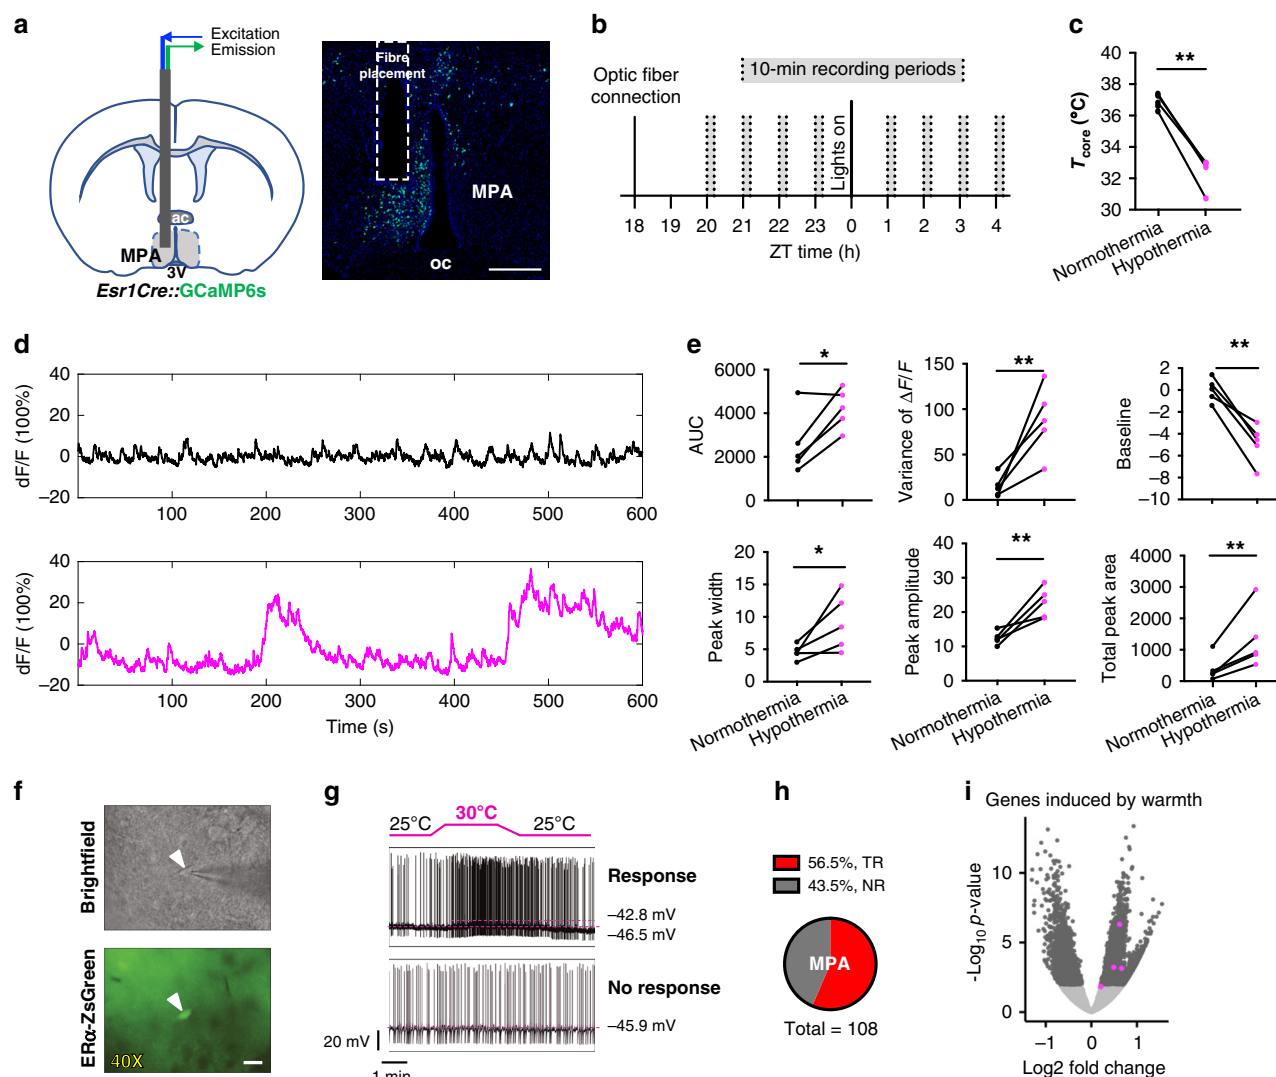 a
Excitation
Emission
ac
MPA
3V
Esr1Cre::GCaMP6s
Fibre
placement
MPA
oc
b
Optic fiber
connection
10-min recording periods
Lights on
18 19 20 21 22 23 0 1 2 3 4
ZT time (h)
c
**
Tcore (°C)
40
38
36
34
32
30
Normothermia
Hypothermia
d
dF/F (100%)
40
20
0
–20
100 200 300 400 500 600
dF/F (100%)
40
20
0
–20
100 200 300 400 500 600
Time (s)
e
AUC
6000
4000
2000
0
*
Variance of ΔF/F
150
100
50
0
**
Baseline
2
0
–2
–4
–6
–8
–10
**
Peak width
20
15
10
5
0
*
Normothermia
Hypothermia
Peak amplitude
40
30
20
10
0
**
Normothermia
Hypothermia
Total peak area
4000
3000
2000
1000
0
**
Normothermia
Hypothermia
f
Brightfield
ERα-ZsGreen
40X
g
25°C 30°C 25°C
Response
–42.8 mV
–46.5 mV
No response
–45.9 mV
20 mV
1 min
h
56.5%, TR
43.5%, NR
MPA
Total = 108
i
Genes induced by warmth
-Log10 p-value
10
5
0
–1 0 1
Log2 fold change